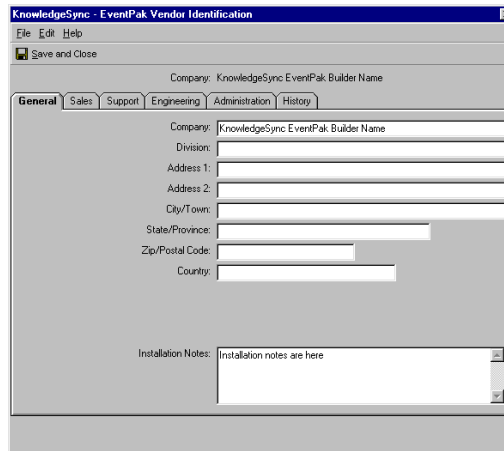 KnowledgeSync - EventPak Vendor Identification
File Edit Help
Save and Close
Company: KnowledgeSync EventPak Builder Name
General Sales Support Engineering Administration History
Company: KnowledgeSync EventPak Builder Name
Division:
Address 1:
Address 2:
City/Town:
State/Province:
Zip/Postal Code:
Country:
Installation Notes: Installation notes are here